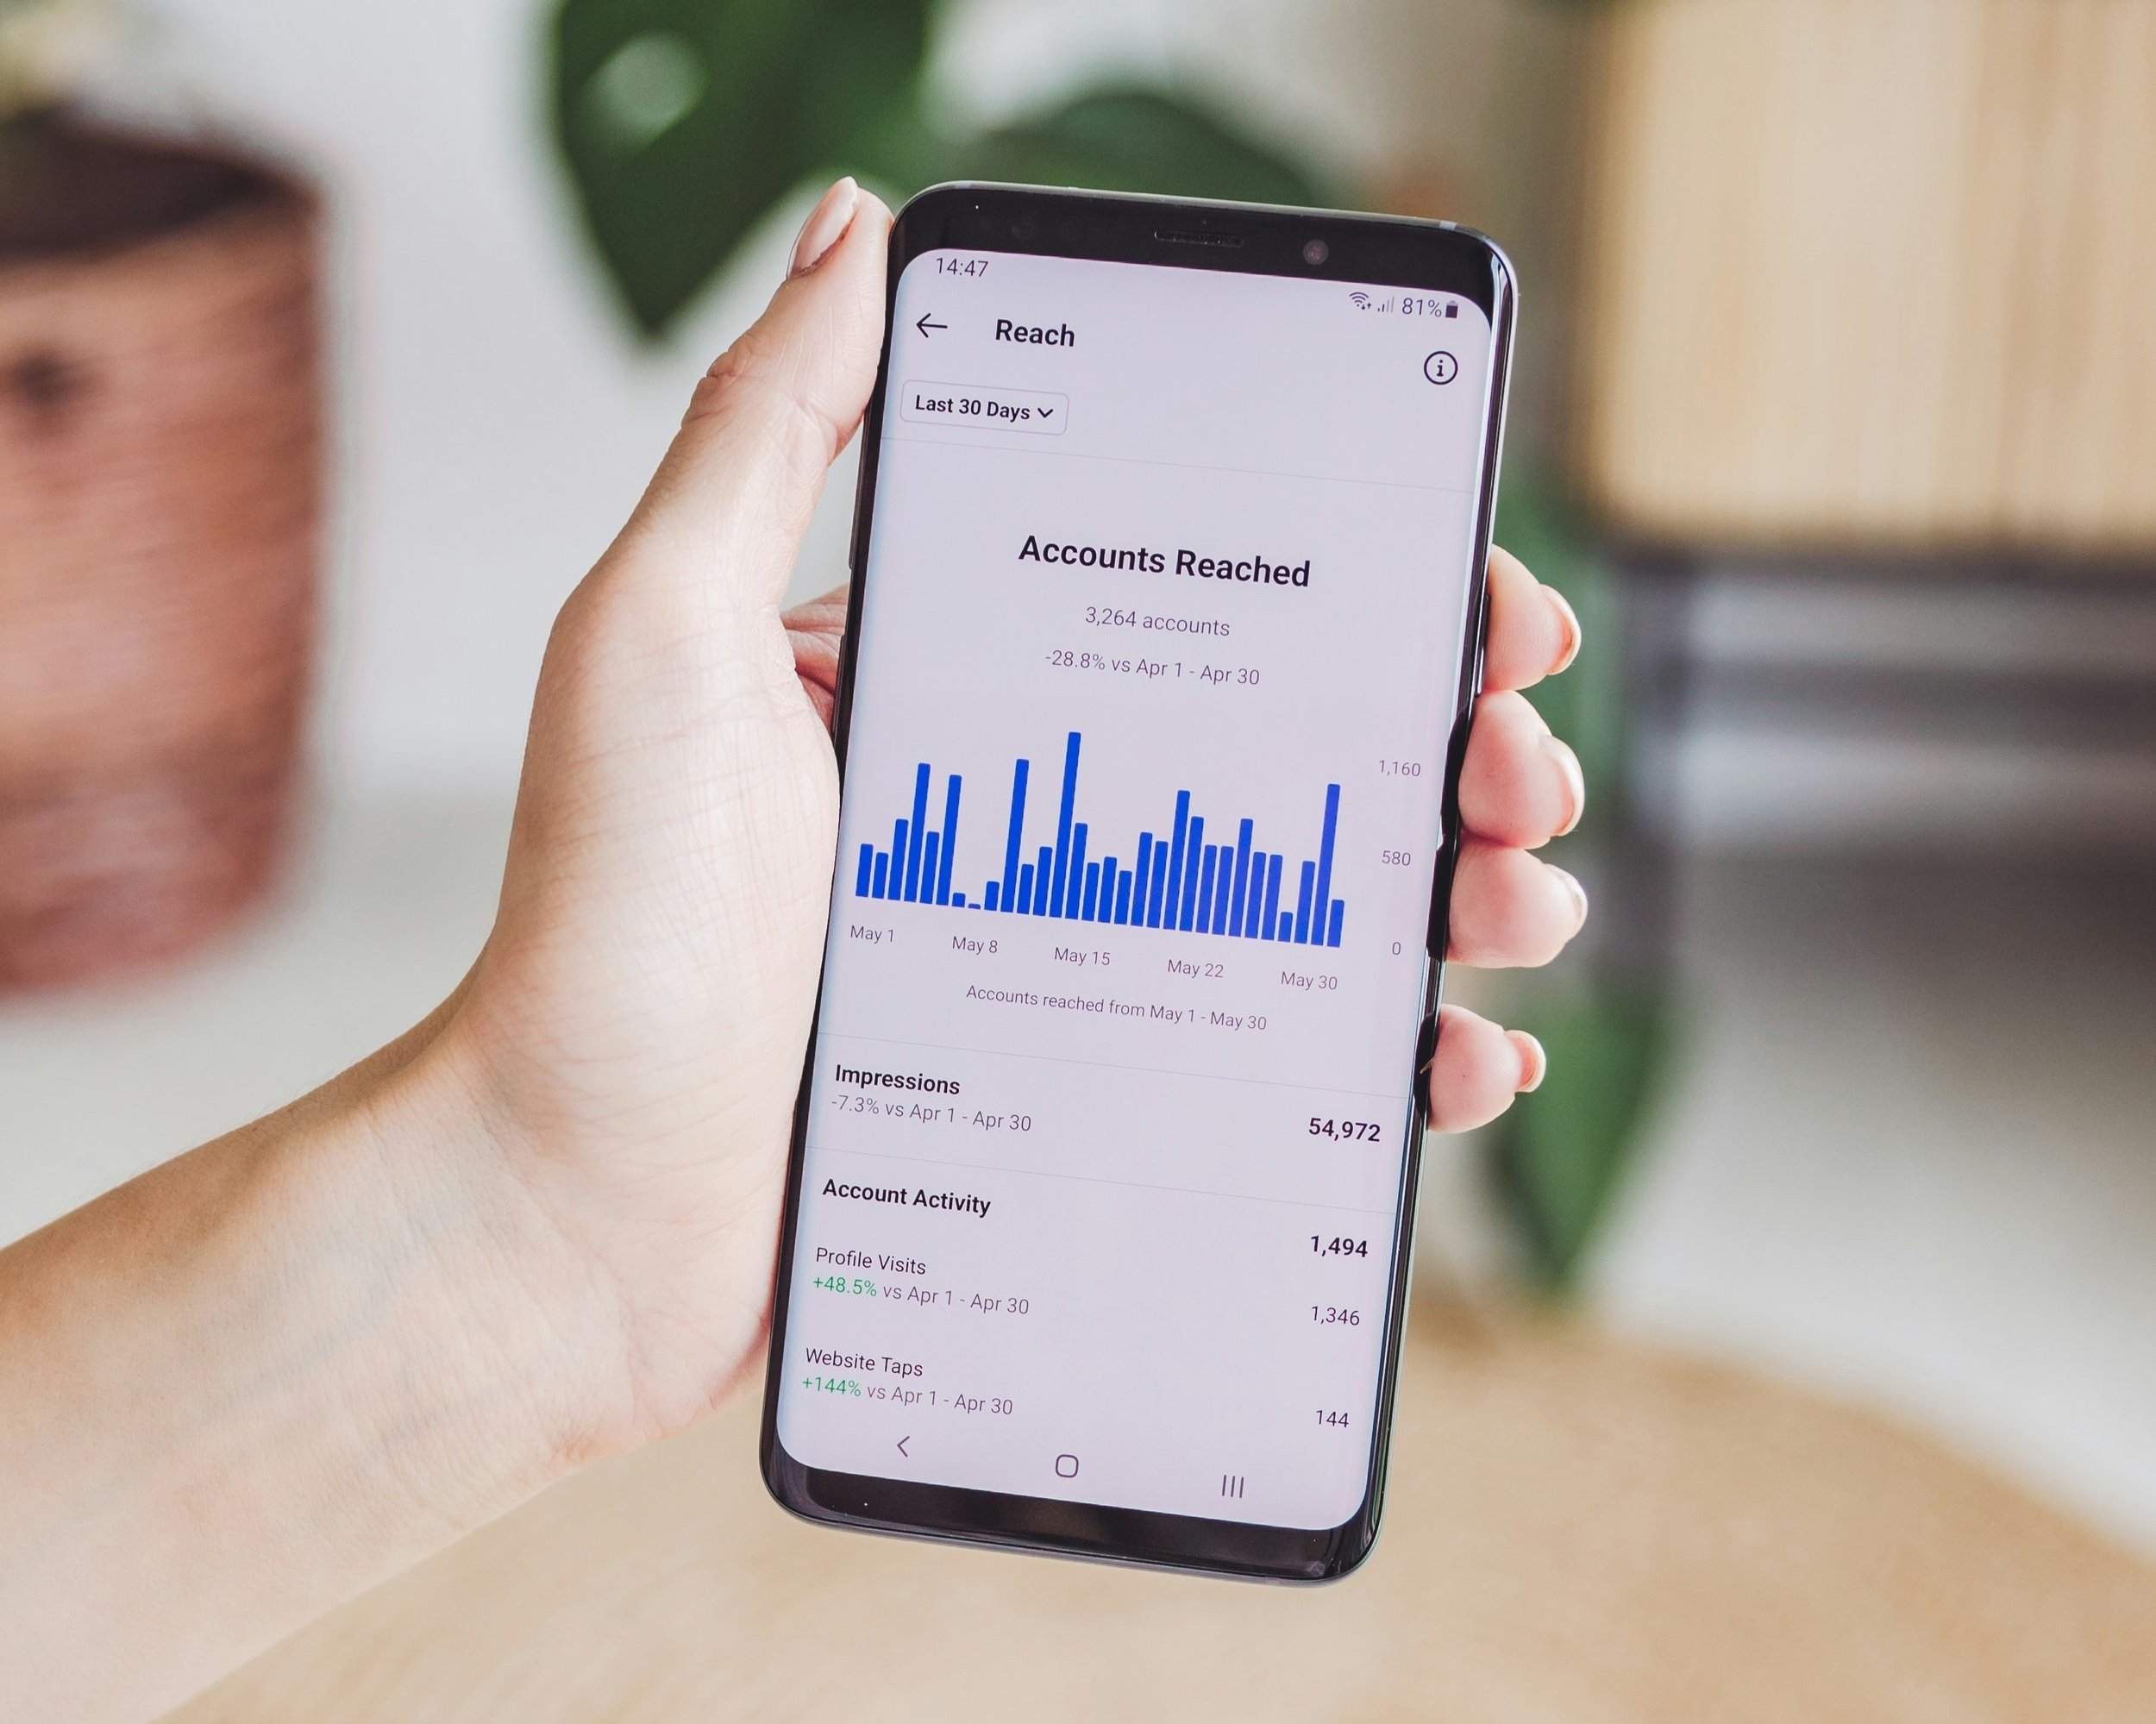 14:47
81%
Reach
Last 30 Days
Accounts Reached
3,264 accounts
-28.8% vs Apr 1 - Apr 30
1,160
580
0
May 1 May 8 May 15 May 22 May 30
Accounts reached from May 1 - May 30
Impressions
-7.3% vs Apr 1 - Apr 30
54,972
Account Activity
1,494
Profile Visits
+48.5% vs Apr 1 - Apr 30
1,346
Website Taps
+144% vs Apr 1 - Apr 30
144